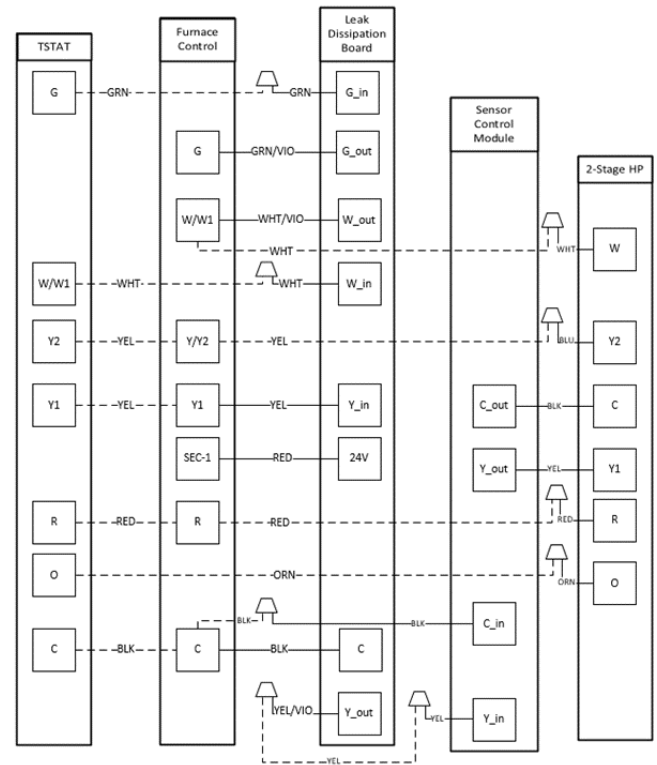 Leak
Dissipation
Board
Furnace
Control
TSTAT
Sensor
Control
Module
2-Stage HP
G
GRN
GRN
G_in
G
GRN/VIO
G_out
W/W1
WHT/VIO
W_out
WHT
WHT
W
W/W1
WHT
WHT
W_in
Y2
YEL
Y/Y2
YEL
BLU
Y2
Y1
YEL
Y1
YEL
Y_in
C_out
BLK
C
SEC-1
RED
24V
Y_out
YEL
Y1
R
RED
R
RED
RED
R
O
ORN
ORN
O
BLK
BLK
C_in
C
BLK
C
BLK
C
YEL/VIO
Y_out
YEL
Y_in
YEL